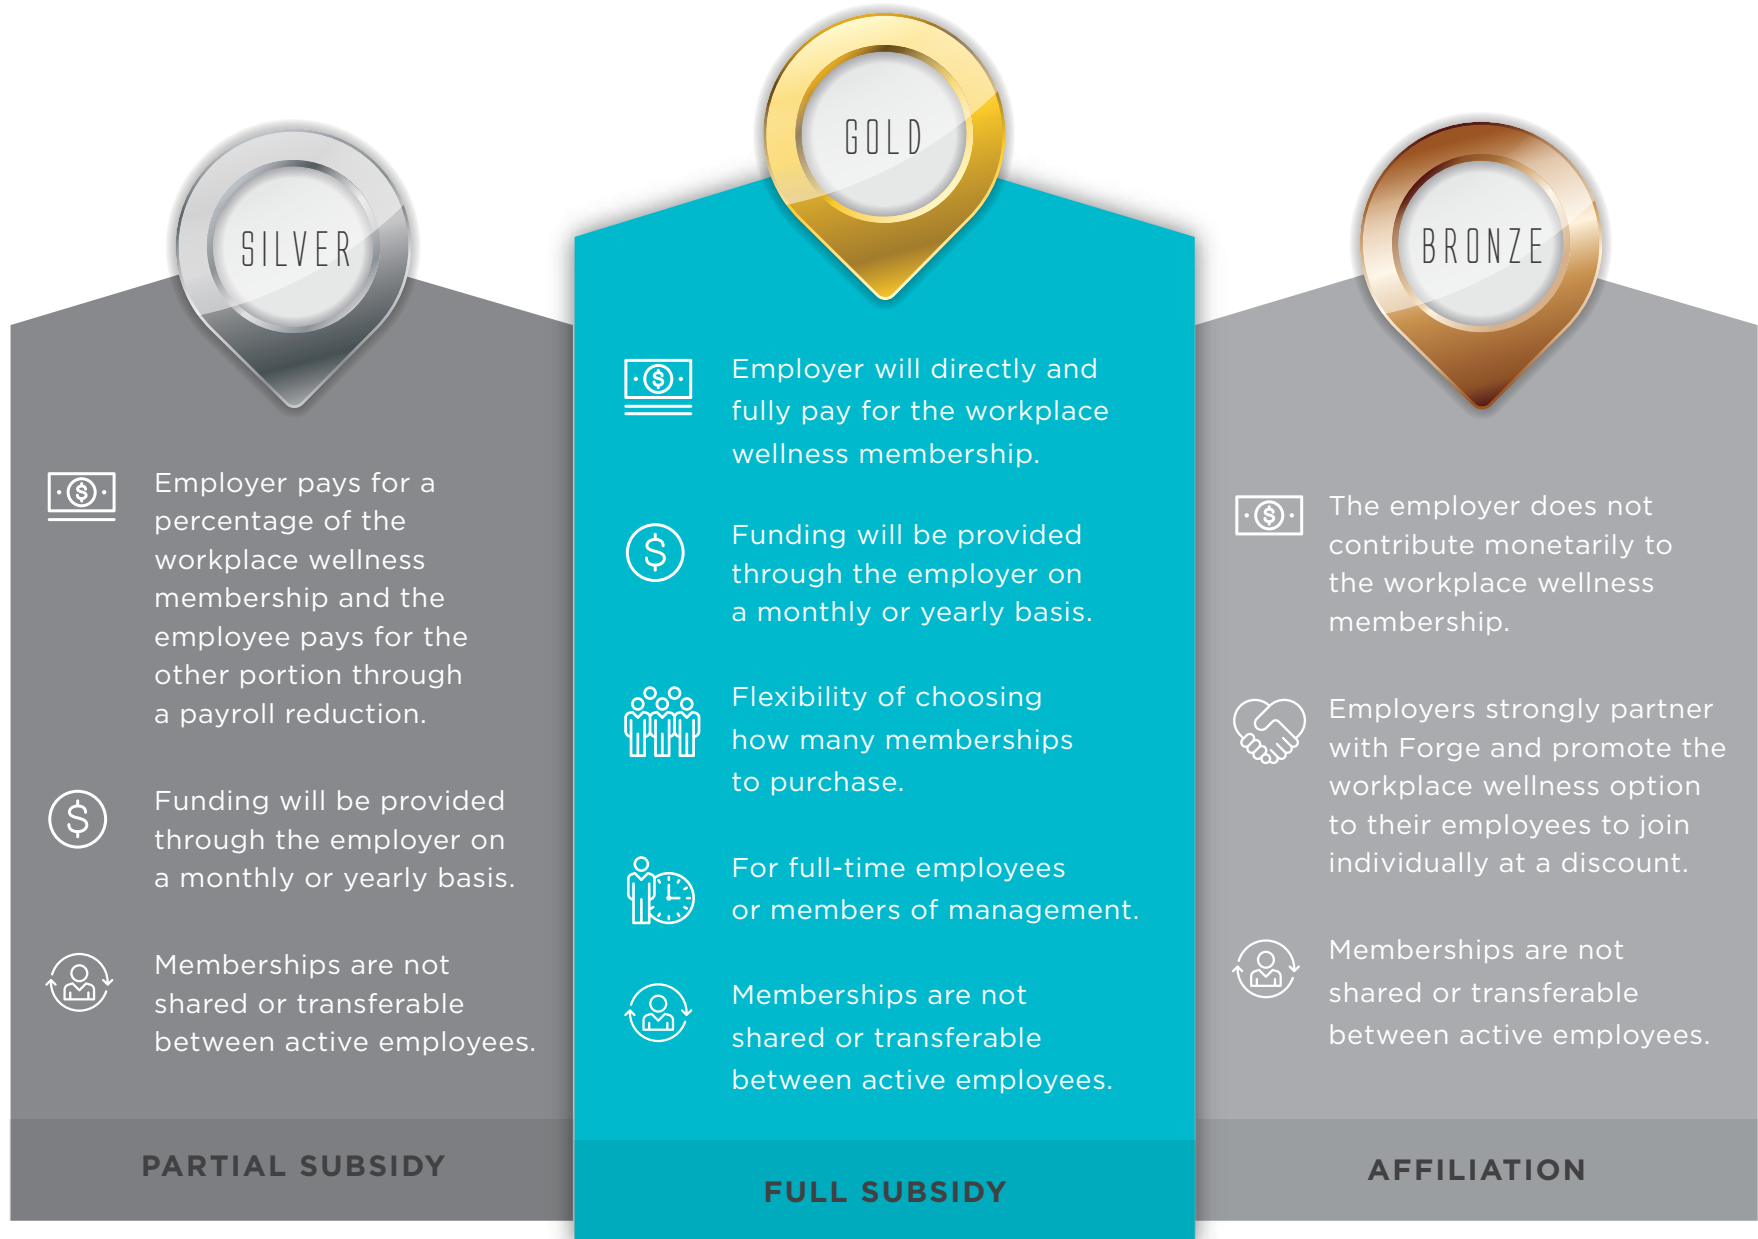 SILVER
Employer pays for a
percentage of the
workplace wellness
membership and the
employee pays for the
other portion through
a payroll reduction.
Funding will be provided
through the employer on
a monthly or yearly basis.
Memberships are not
shared or transferable
between active employees.
PARTIAL SUBSIDY
GOLD
Employer will directly and
fully pay for the workplace
wellness membership.
Funding will be provided
through the employer on
a monthly or yearly basis.
Flexibility of choosing
how many memberships
to purchase.
For full-time employees
or members of management.
Memberships are not
shared or transferable
between active employees.
FULL SUBSIDY
BRONZE
The employer does not
contribute monetarily to
the workplace wellness
membership.
Employers strongly partner
with Forge and promote the
workplace wellness option
to their employees to join
individually at a discount.
Memberships are not
shared or transferable
between active employees.
AFFILIATION